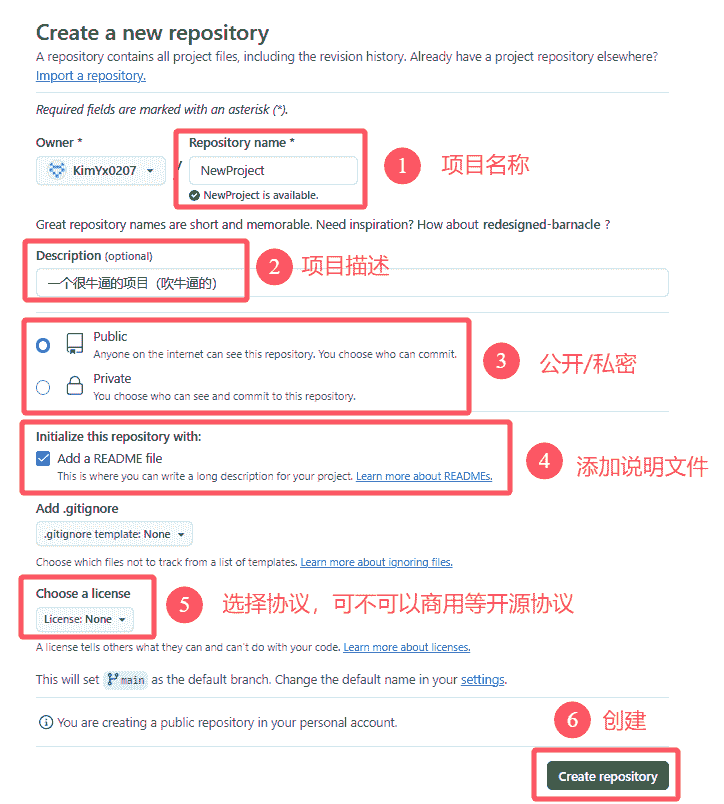 Create a new repository
A repository contains all project files, including the revision history. Already have a project repository elsewhere?
Import a repository.
Required fields are marked with an asterisk (*).
Owner *
Repository name *
KimYx0207
/
NewProject
NewProject is available.
1 项目名称
Great repository names are short and memorable. Need inspiration? How about redesigned-barnacle ?
Description (optional)
一个很牛逼的项目（吹牛逼的）
2 项目描述
Public
Anyone on the internet can see this repository. You choose who can commit.
Private
You choose who can see and commit to this repository.
3 公开/私密
Initialize this repository with:
Add a README file
This is where you can write a long description for your project. Learn more about READMEs.
4 添加说明文件
Add .gitignore
.gitignore template: None
Choose which files not to track from a list of templates. Learn more about ignoring files.
Choose a license
License: None
5 选择协议，可不可以商用等开源协议
A license tells others what they can and can't do with your code. Learn more about licenses.
This will set main as the default branch. Change the default name in your settings.
You are creating a public repository in your personal account.
6 创建
Create repository